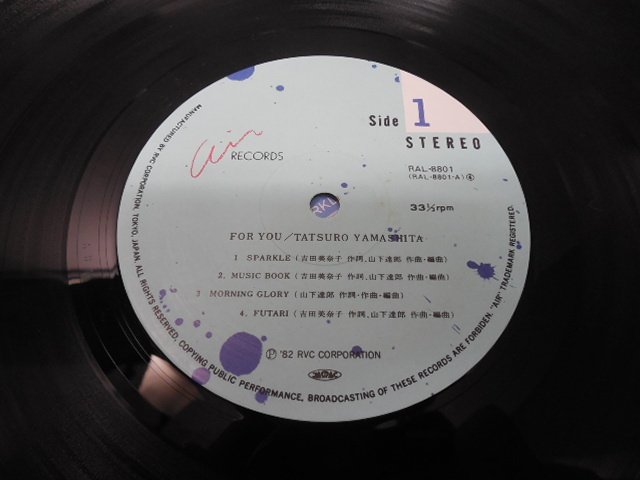 Side 1
STEREO
Air RECORDS
RAL-8801
(RAL-8801-A) ④
33⅓rpm
FOR YOU/TATSURO YAMASHITA
1 SPARKLE (吉田美奈子 作詞、山下達郎 作曲・編曲)
2. MUSIC BOOK (吉田美奈子 作詞、山下達郎 作曲・編曲)
3 MORNING GLORY (山下達郎 作詞・作曲・編曲)
4. FUTARI (吉田美奈子 作詞、山下達郎 作曲・編曲)
Ⓟ '82 RVC CORPORATION
MANUFACTURED BY RVC CORPORATION, TOKYO, JAPAN. ALL RIGHTS RESERVED. COPYING PUBLIC PERFORMANCE, BROADCASTING OF THESE RECORDS ARE FORBIDDEN. "AIR" TRADEMARK REGISTERED.